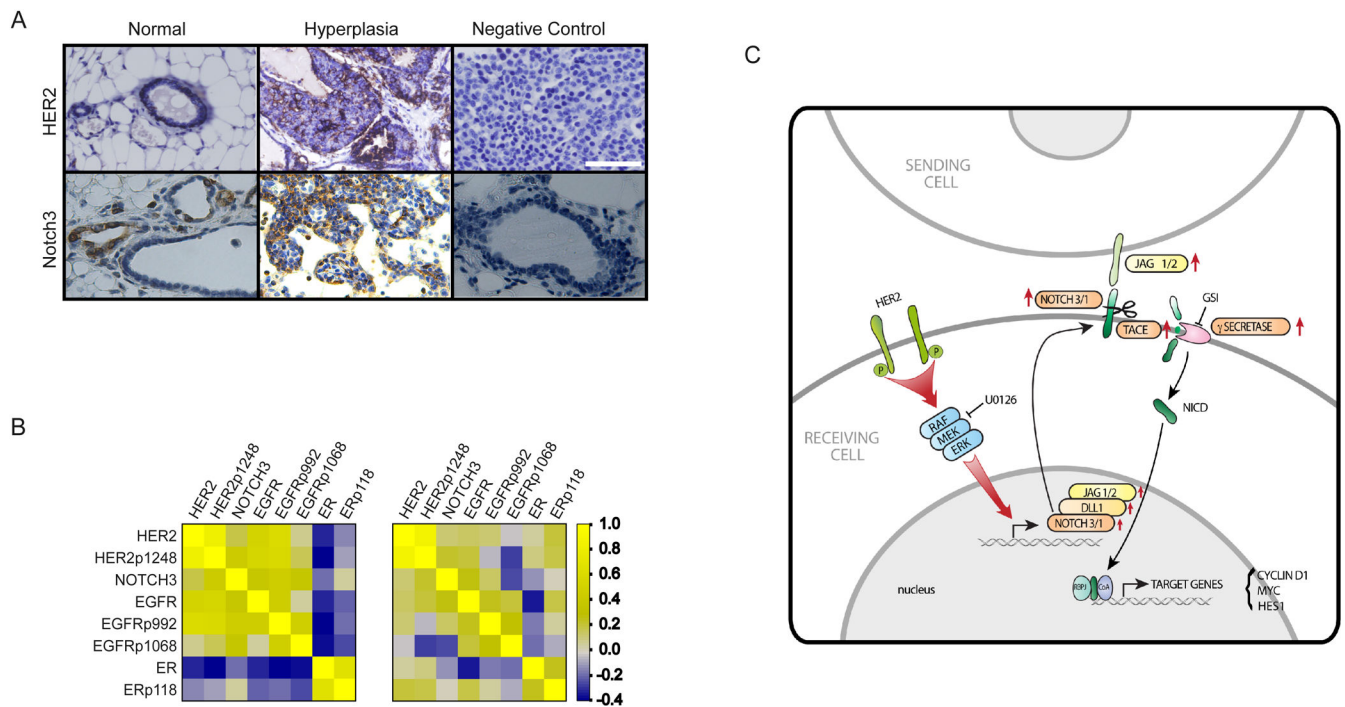 A
Normal Hyperplasia Negative Control
HER2
Notch3
B
HER2 HER2p1248 NOTCH3 EGFR EGFRp992 EGFRp1068 ER ERp118
HER2 HER2p1248 NOTCH3 EGFR EGFRp992 EGFRp1068 ER ERp118
HER2
HER2p1248
NOTCH3
EGFR
EGFRp992
EGFRp1068
ER
ERp118
1.0
0.8
0.6
0.4
0.2
0.0
-0.2
-0.4
C
SENDING
CELL
JAG 1/2
NOTCH 3/1
HER2
GSI
TACE
γ SECRETASE
P
P
U0126
RAF
MEK
ERK
NICD
RECEIVING
CELL
JAG 1/2
DLL1
NOTCH 3/1
nucleus
RBPJ
CoA
TARGET GENES
CYCLIN D1
MYC
HES1